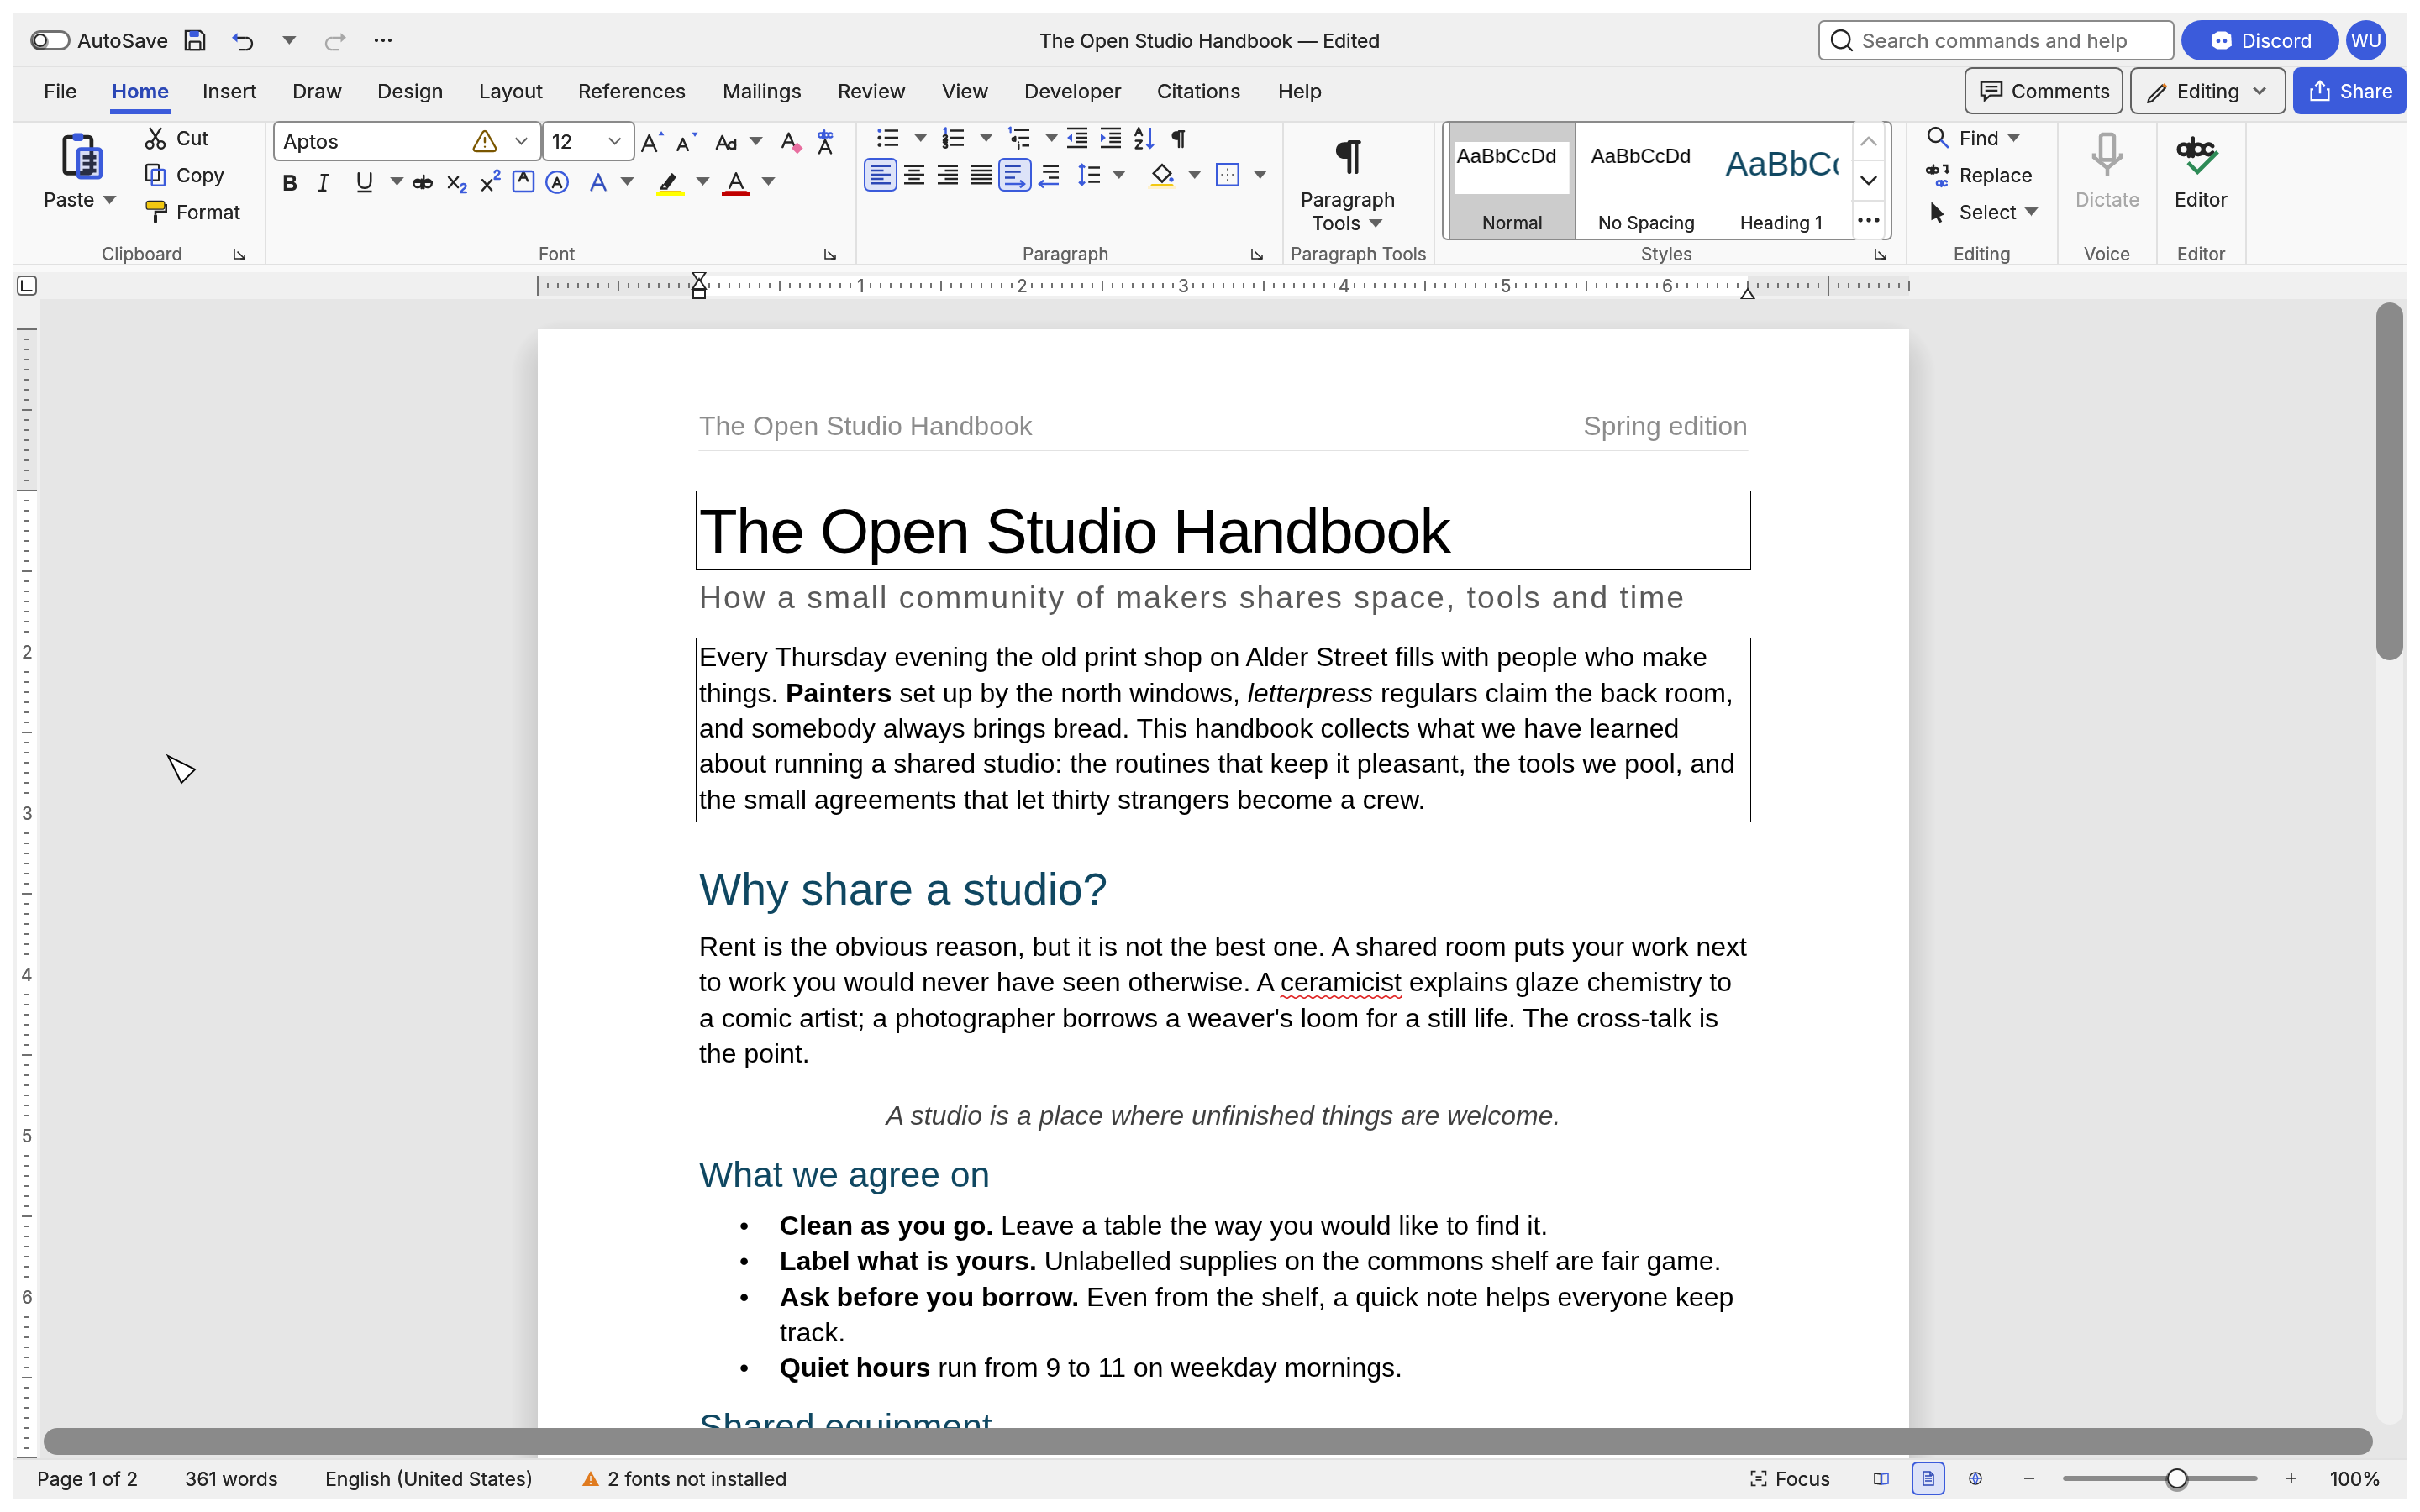 AutoSave
The Open Studio Handbook — Edited
Search commands and help
Discord
WU
File Home Insert Draw Design Layout References Mailings Review View Developer Citations Help
Comments
Editing
Share
Paste
Cut
Copy
Format
Clipboard
Aptos
12
Font
Paragraph
Paragraph
Tools
Paragraph Tools
AaBbCcDd
Normal
AaBbCcDd
No Spacing
AaBbCc
Heading 1
Styles
Find
Replace
Select
Editing
Dictate
Voice
Editor
Editor
1 2 3 4 5 6
The Open Studio Handbook Spring edition
The Open Studio Handbook
How a small community of makers shares space, tools and time
Every Thursday evening the old print shop on Alder Street fills with people who make
things. Painters set up by the north windows, letterpress regulars claim the back room,
and somebody always brings bread. This handbook collects what we have learned
about running a shared studio: the routines that keep it pleasant, the tools we pool, and
the small agreements that let thirty strangers become a crew.
Why share a studio?
Rent is the obvious reason, but it is not the best one. A shared room puts your work next
to work you would never have seen otherwise. A ceramicist explains glaze chemistry to
a comic artist; a photographer borrows a weaver's loom for a still life. The cross-talk is
the point.
A studio is a place where unfinished things are welcome.
What we agree on
• Clean as you go. Leave a table the way you would like to find it.
• Label what is yours. Unlabelled supplies on the commons shelf are fair game.
• Ask before you borrow. Even from the shelf, a quick note helps everyone keep
track.
• Quiet hours run from 9 to 11 on weekday mornings.
Shared equipment
2
3
4
5
6
Page 1 of 2
361 words
English (United States)
2 fonts not installed
Focus
100%